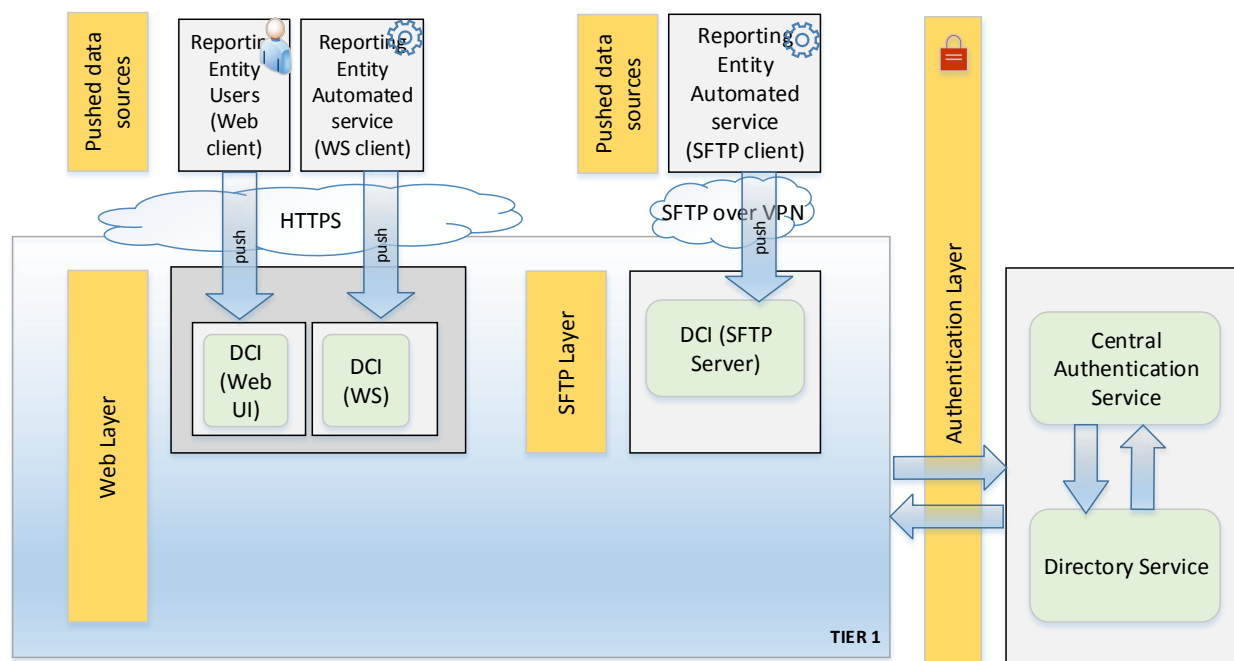 Pushed data
sources
Reporting
Entity
Users
(Web
client)
Reporting
Entity
Automated
service
(WS client)
Pushed data
sources
Reporting
Entity
Automated
service
(SFTP client)
HTTPS
push
push
SFTP over VPN
push
Web Layer
DCI
(Web
UI)
DCI
(WS)
SFTP Layer
DCI (SFTP
Server)
Authentication Layer
Central
Authentication
Service
Directory Service
TIER 1